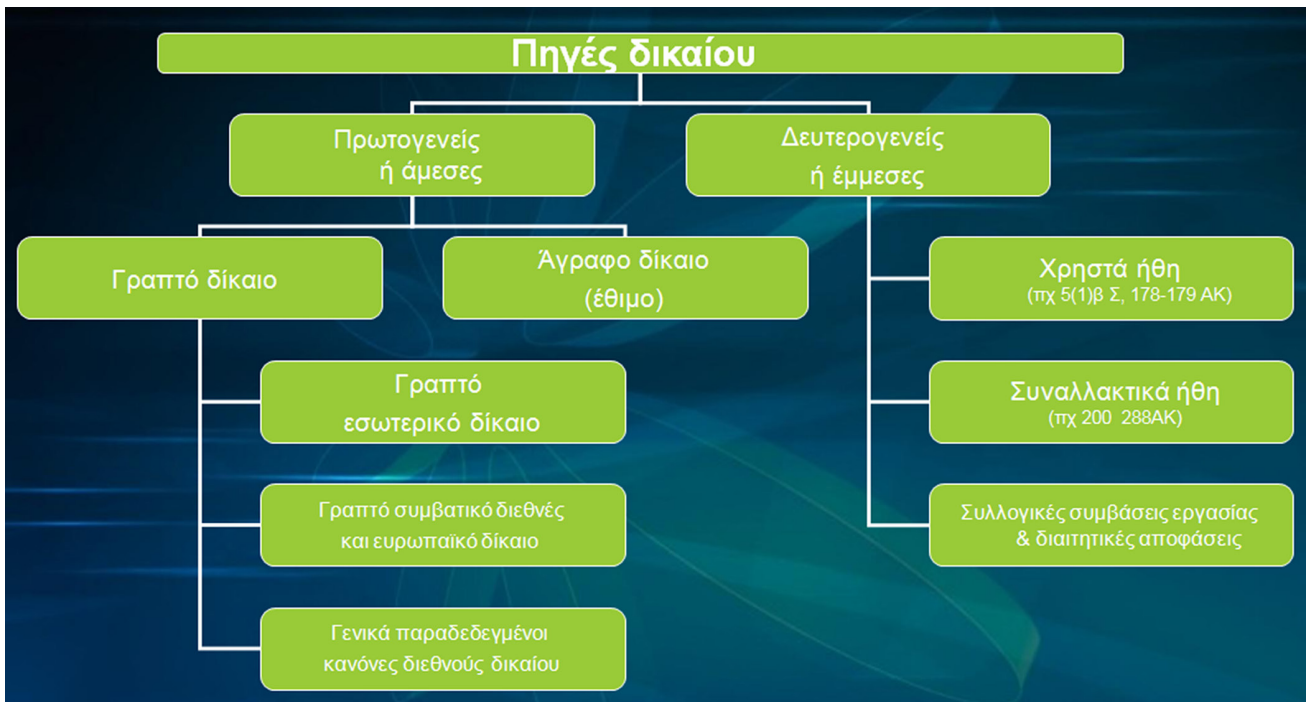 Πηγές δικαίου
Πρωτογενείς
ή άμεσες
Δευτερογενείς
ή έμμεσες
Γραπτό δίκαιο
Άγραφο δίκαιο
(έθιμο)
Χρηστά ήθη
(πχ 5(1)β Σ, 178-179 ΑΚ)
Γραπτό
εσωτερικό δίκαιο
Συναλλακτικά ήθη
(πχ 200 288ΑΚ)
Γραπτό συμβατικό διεθνές
και ευρωπαϊκό δίκαιο
Συλλογικές συμβάσεις εργασίας
& διαιτητικές αποφάσεις
Γενικά παραδεδεγμένοι
κανόνες διεθνούς δικαίου